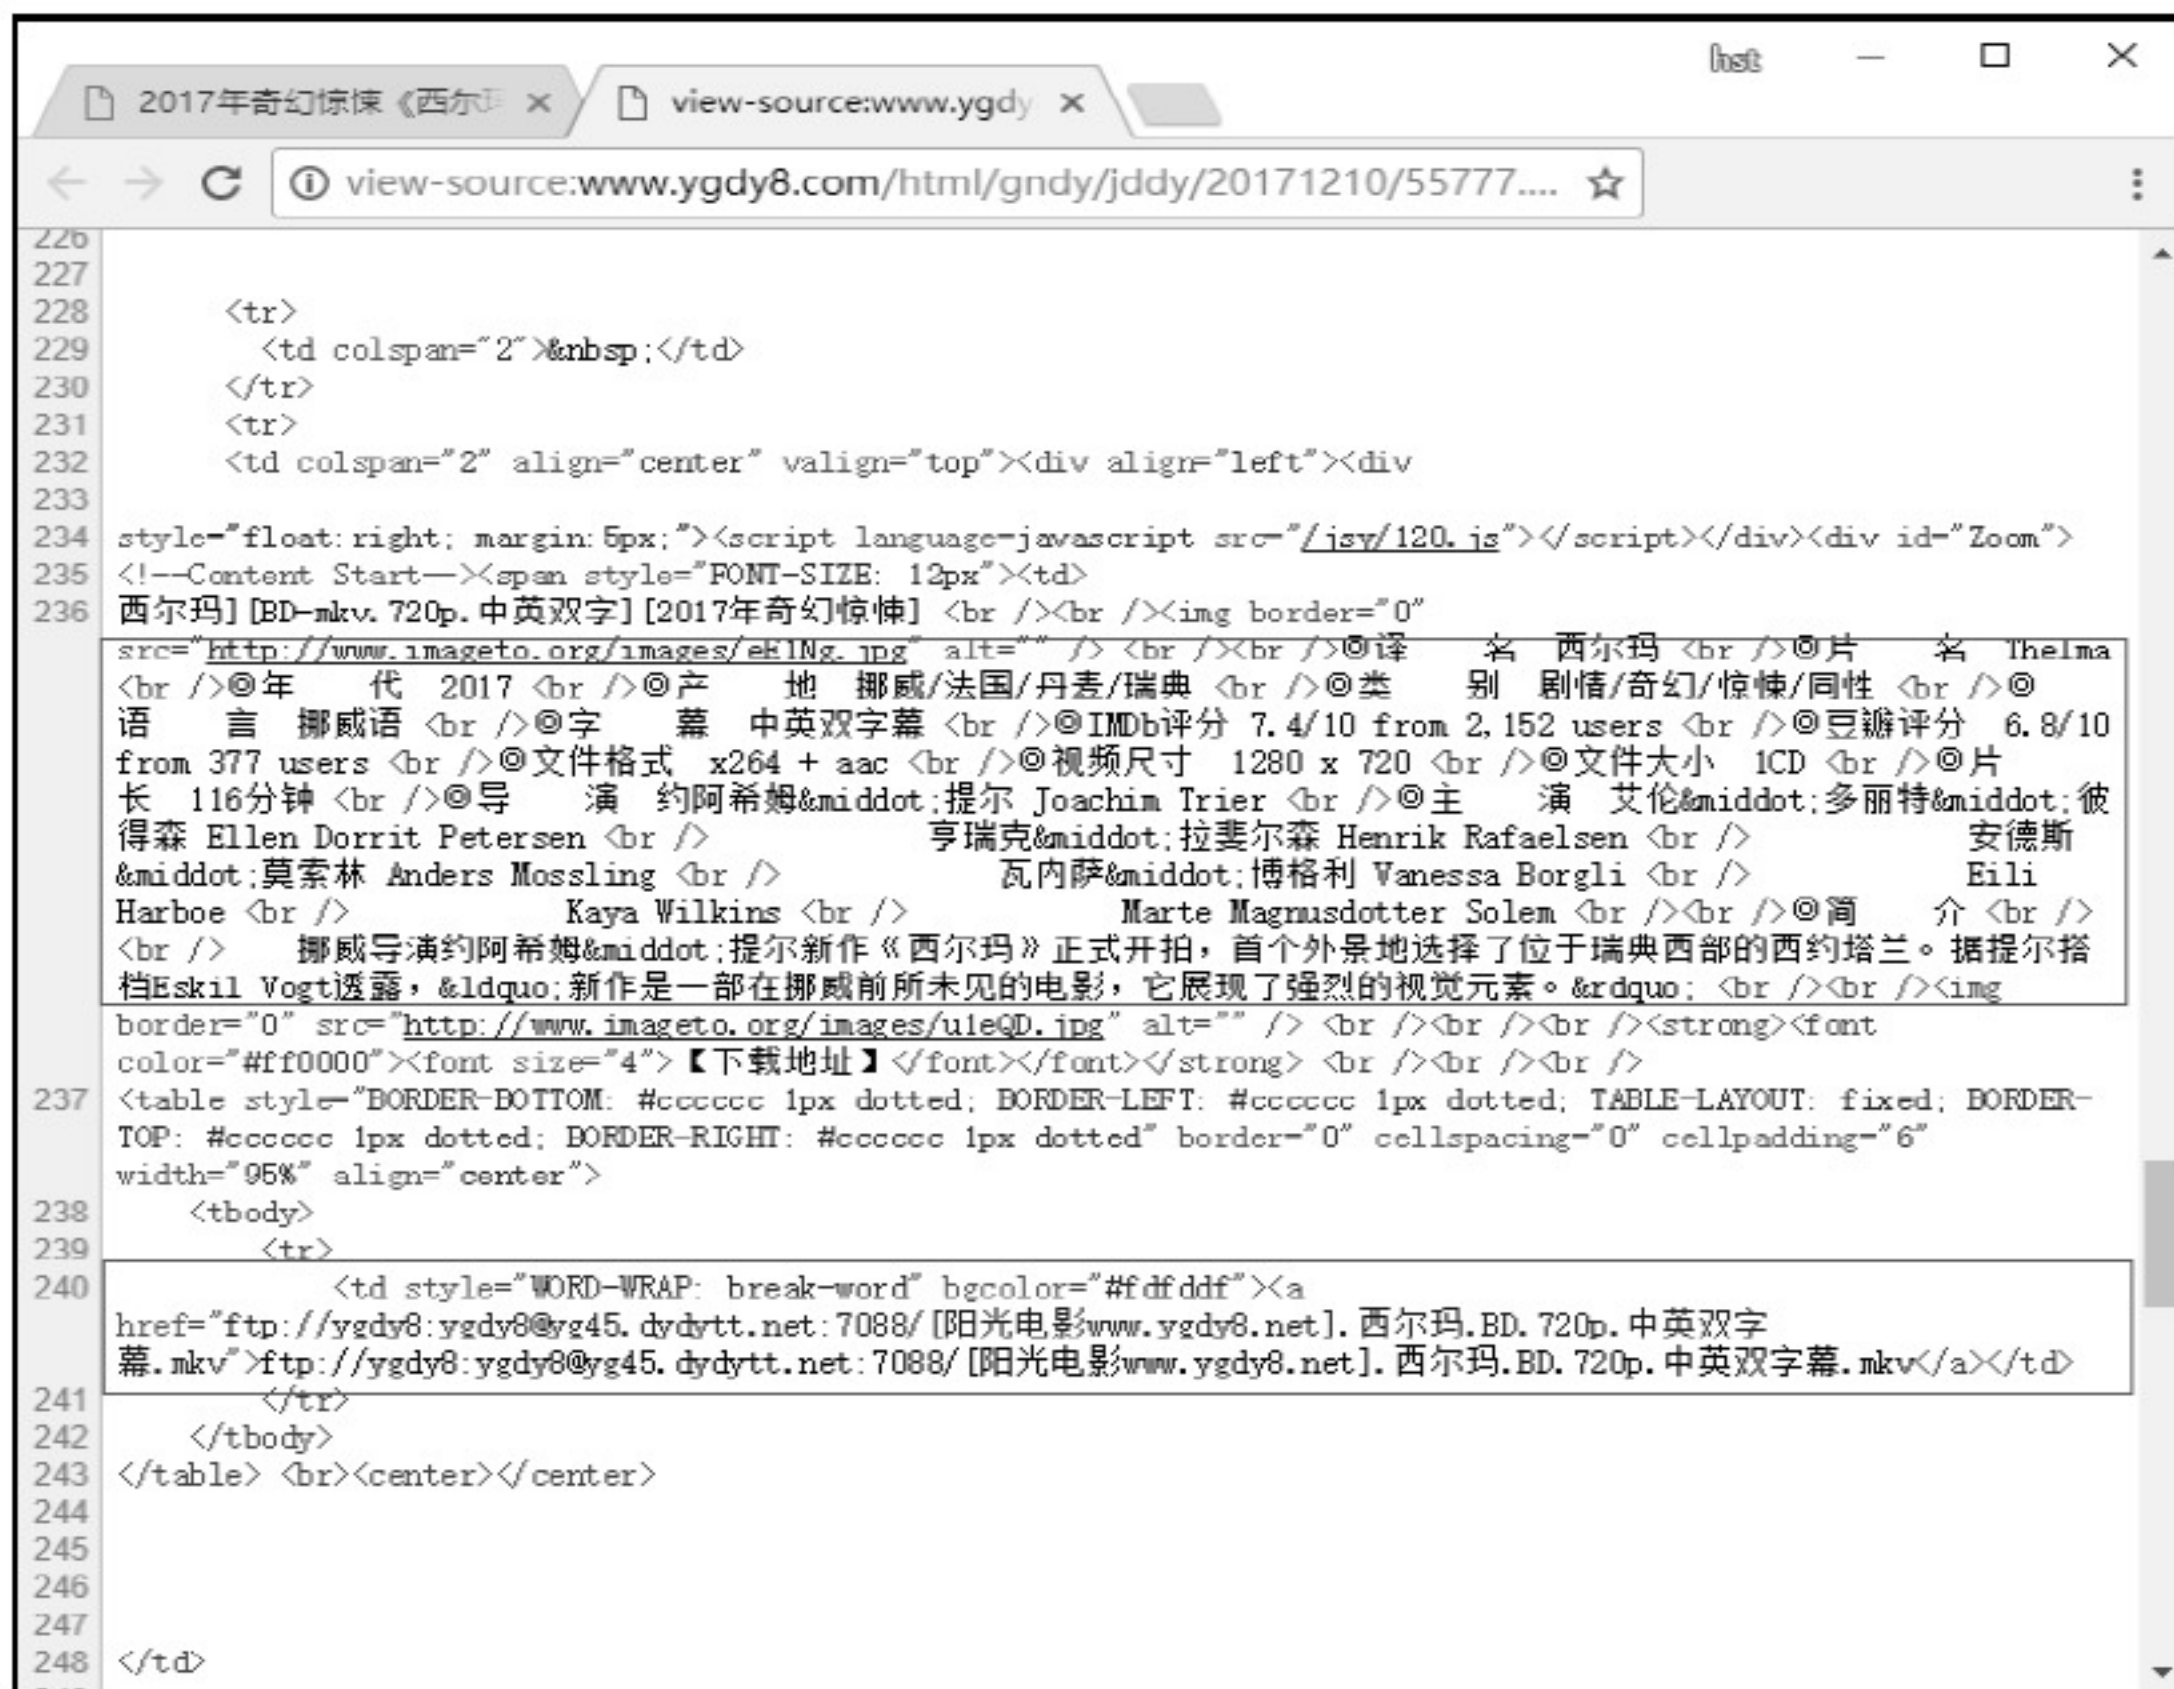 hst
2017年奇幻惊悚《西尔玛
view-source:www.ygdy
view-source:www.ygdy8.com/html/gndy/jddy/20171210/55777....
226
227
228 <tr>
229 <td colspan="2">&nbsp;</td>
230 </tr>
231 <tr>
232 <td colspan="2" align="center" valign="top"><div align="left"><div
233
234 style="float:right; margin:5px;"><script language=javascript src="/jsy/120.js"></script></div><div id="Zoom">
235 <!--Content Start--><span style="FONT-SIZE: 12px"><td>
236 西尔玛][BD-mkv.720p.中英双字][2017年奇幻惊悚] <br /><br /><img border="0"
src="http://www.imageto.org/images/eElNg.jpg" alt="" /> <br /><br />◎译 名 西尔玛 <br />◎片 名 Thelma
<br />◎年 代 2017 <br />◎产 地 挪威/法国/丹麦/瑞典 <br />◎类 别 剧情/奇幻/惊悚/同性 <br />◎
语 言 挪威语 <br />◎字 幕 中英双字幕 <br />◎IMDb评分 7.4/10 from 2,152 users <br />◎豆瓣评分 6.8/10
from 377 users <br />◎文件格式 x264 + aac <br />◎视频尺寸 1280 x 720 <br />◎文件大小 1CD <br />◎片
长 116分钟 <br />◎导 演 约阿希姆&middot;提尔 Joachim Trier <br />◎主 演 艾伦&middot;多丽特&middot;彼
得森 Ellen Dorrit Petersen <br /> 亨瑞克&middot;拉斐尔森 Henrik Rafaelsen <br /> 安德斯
&middot;莫索林 Anders Mossling <br /> 瓦内萨&middot;博格利 Vanessa Borgli <br /> Eili
Harboe <br /> Kaya Wilkins <br /> Marte Magnusdotter Solem <br /><br />◎简 介 <br />
<br /> 挪威导演约阿希姆&middot;提尔新作《西尔玛》正式开拍，首个外景地选择了位于瑞典西部的西约塔兰。据提尔搭
档Eskil Vogt透露，&ldquo;新作是一部在挪威前所未见的电影，它展现了强烈的视觉元素。&rdquo; <br /><br /><img
border="0" src="http://www.imageto.org/images/u1eQD.jpg" alt="" /> <br /><br /><br /><strong><font
color="#ff0000"><font size="4">【下载地址】</font></font></strong> <br /><br /><br />
237 <table style="BORDER-BOTTOM: #cccccc 1px dotted; BORDER-LEFT: #cccccc 1px dotted; TABLE-LAYOUT: fixed; BORDER-
TOP: #cccccc 1px dotted; BORDER-RIGHT: #cccccc 1px dotted" border="0" cellspacing="0" cellpadding="6"
width="95%" align="center">
238 <tbody>
239 <tr>
240 <td style="WORD-WRAP: break-word" bgcolor="#fdfddf"><a
href="ftp://ygdy8:ygdy8@yg45.dydytt.net:7088/[阳光电影www.ygdy8.net].西尔玛.BD.720p.中英双字
幕.mkv">ftp://ygdy8:ygdy8@yg45.dydytt.net:7088/[阳光电影www.ygdy8.net].西尔玛.BD.720p.中英双字幕.mkv</a></td>
241 </tr>
242 </tbody>
243 </table> <br><center></center>
244
245
246
247
248 </td>